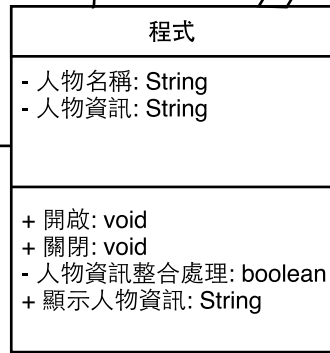 程式
- 人物名稱: String
- 人物資訊: String
+ 開啟: void
+ 關閉: void
- 人物資訊整合處理: boolean
+ 顯示人物資訊: String